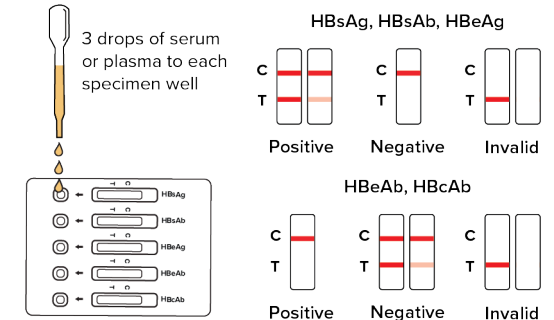 3 drops of serum
or plasma to each
specimen well
T C
HBsAg
T C
HBsAb
T C
HBeAg
T C
HBeAb
T C
HBcAb
HBsAg, HBsAb, HBeAg
C
T
C
T
C
T
Positive
Negative
Invalid
HBeAb, HBcAb
C
T
C
T
C
T
Positive
Negative
Invalid